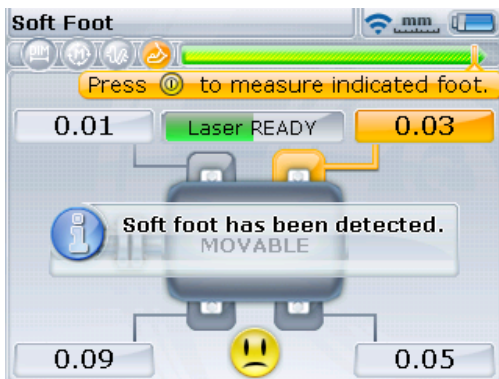 Soft Foot
mm
DIM
Press to measure indicated foot.
0.01
Laser READY
0.03
Soft foot has been detected.
MOVABLE
0.09
0.05